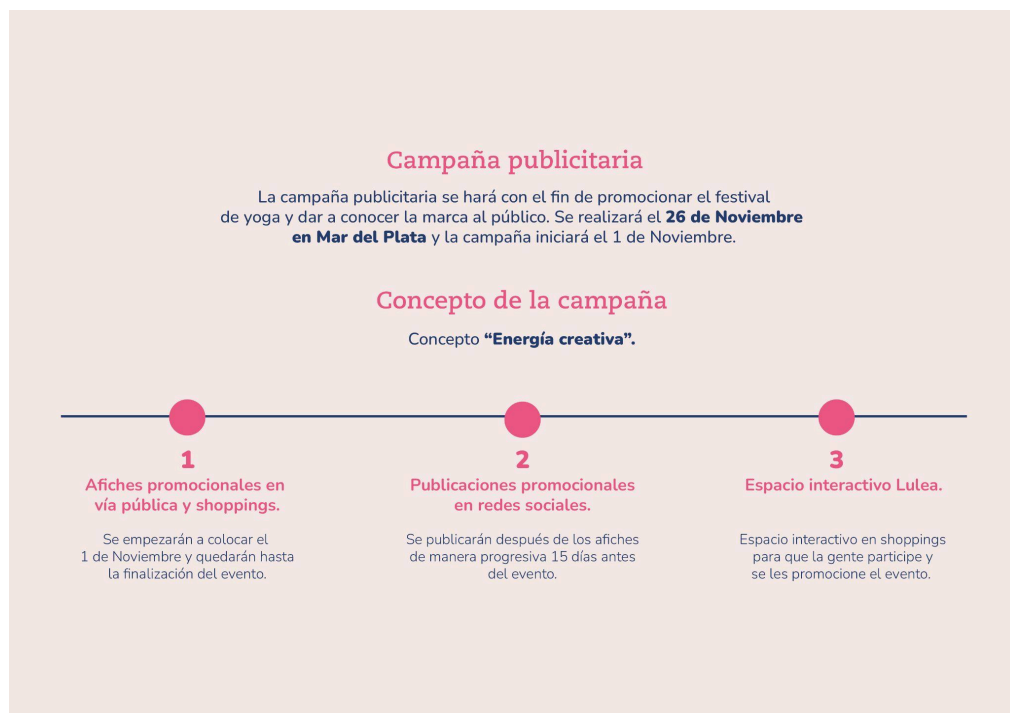 Campaña publicitaria
La campaña publicitaria se hará con el fin de promocionar el festival
de yoga y dar a conocer la marca al público. Se realizará el 26 de Noviembre
en Mar del Plata y la campaña iniciará el 1 de Noviembre.
Concepto de la campaña
Concepto “Energía creativa”.
1
Afiches promocionales en
vía pública y shoppings.
Se empezarán a colocar el
1 de Noviembre y quedarán hasta
la finalización del evento.
2
Publicaciones promocionales
en redes sociales.
Se publicarán después de los afiches
de manera progresiva 15 días antes
del evento.
3
Espacio interactivo Lulea.
Espacio interactivo en shoppings
para que la gente participe y
se les promocione el evento.